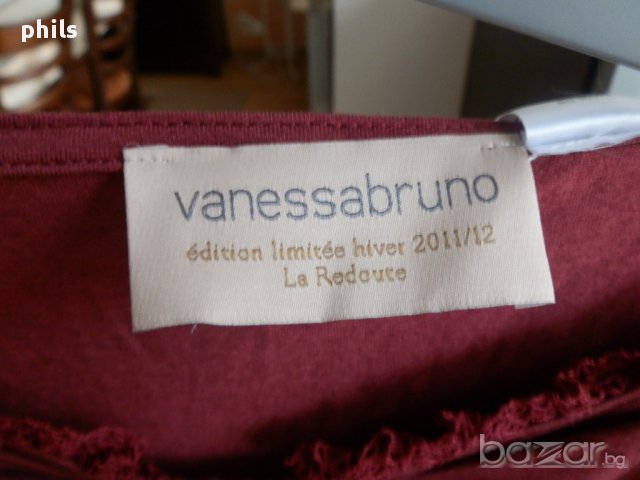 phils
vanessabruno
édition limitée hiver 2011/12
La Redoute
bazar.bg